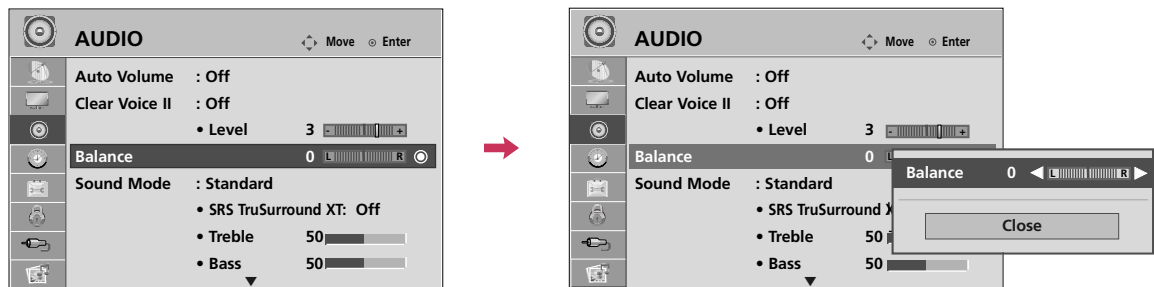 AUDIO
Move
Enter
Auto Volume : Off
Clear Voice II : Off
• Level 3 - +
Balance 0 L R
Sound Mode : Standard
• SRS TruSurround XT: Off
• Treble 50
• Bass 50
AUDIO
Move
Enter
Auto Volume : Off
Clear Voice II : Off
• Level 3 - +
Balance 0 L
Sound Mode : Standard
• SRS TruSurround X
• Treble 50
• Bass 50
Balance 0 L R
Close